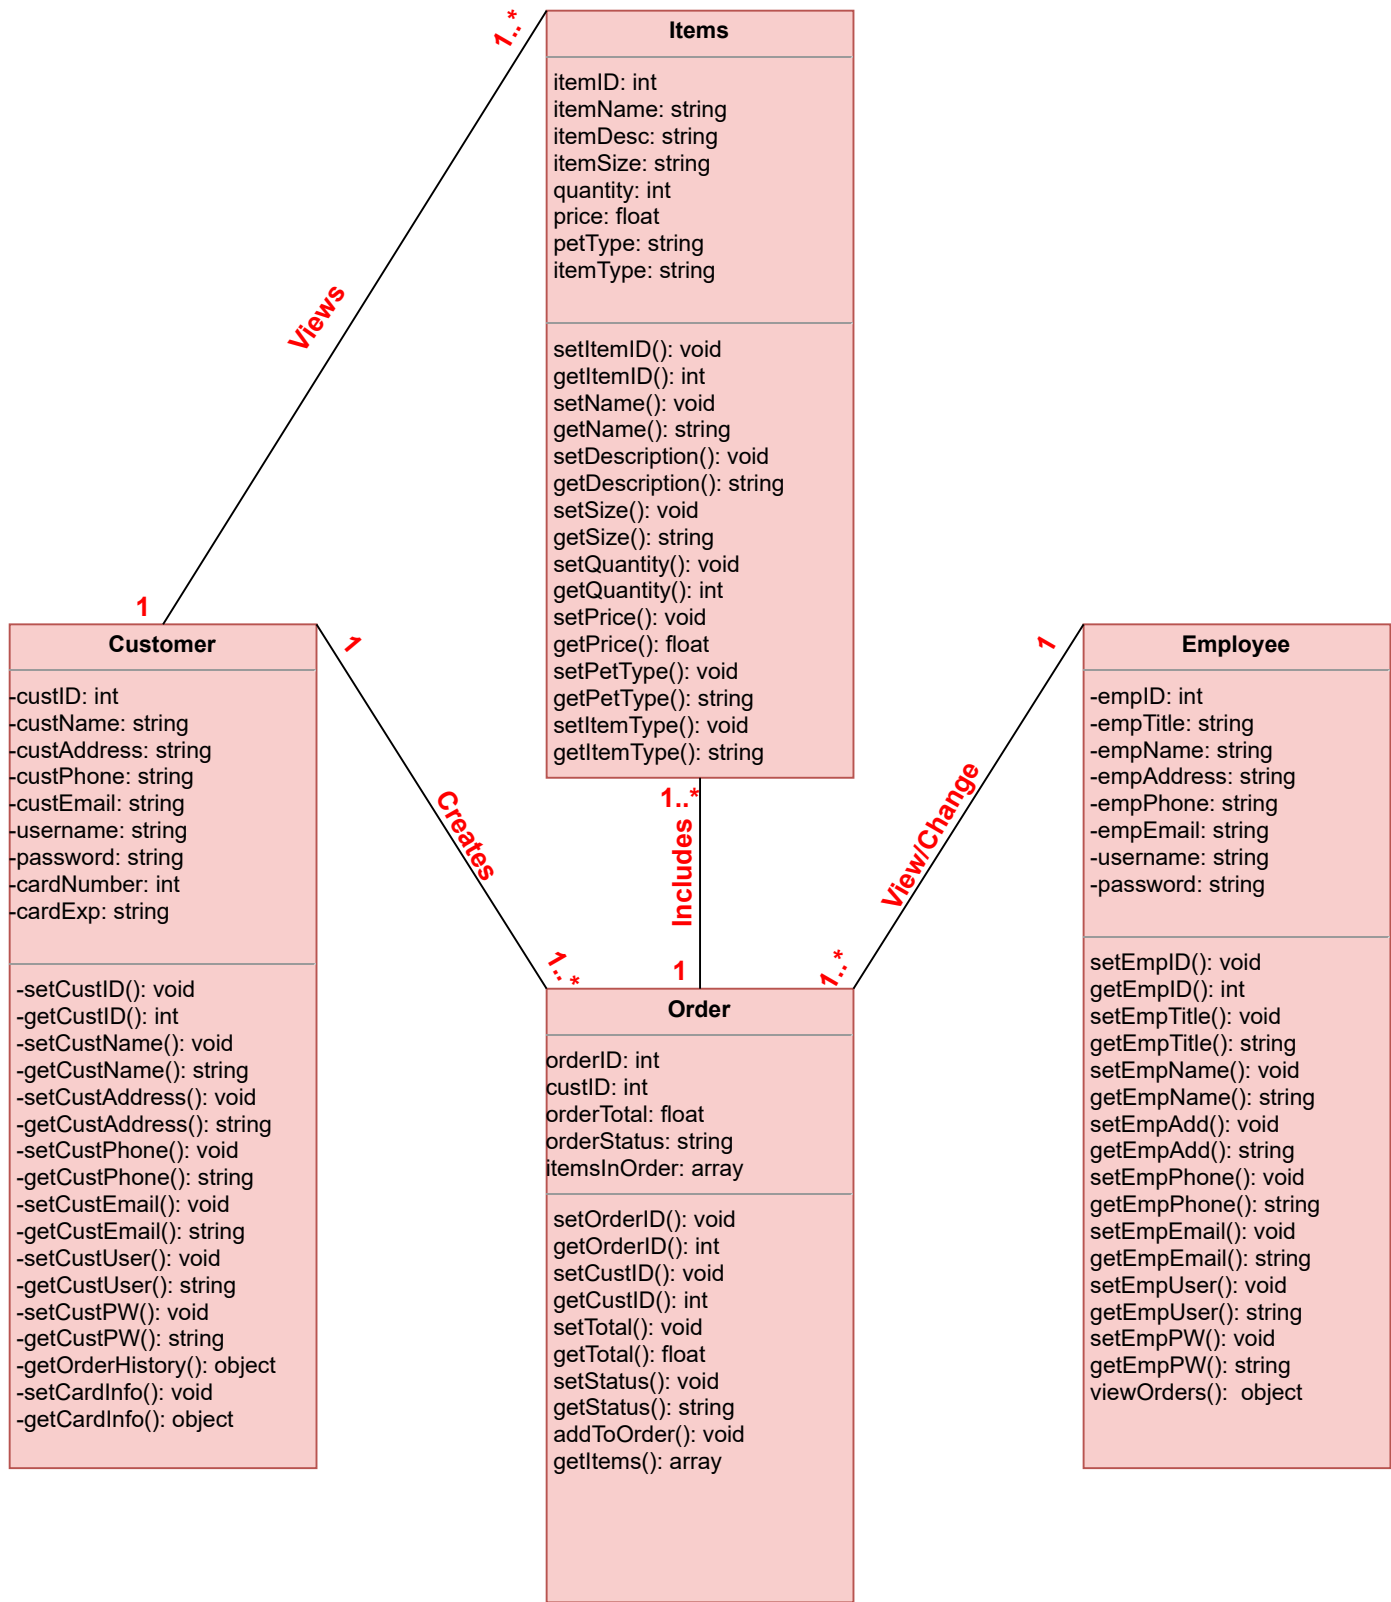 1..*
Items
itemID: int
itemName: string
itemDesc: string
itemSize: string
quantity: int
price: float
petType: string
itemType: string
setItemID(): void
getItemID(): int
setName(): void
getName(): string
setDescription(): void
getDescription(): string
setSize(): void
getSize(): string
setQuantity(): void
getQuantity(): int
setPrice(): void
getPrice(): float
setPetType(): void
getPetType(): string
setItemType(): void
getItemType(): string
Views
1
Customer
-custID: int
-custName: string
-custAddress: string
-custPhone: string
-custEmail: string
-username: string
-password: string
-cardNumber: int
-cardExp: string
-setCustID(): void
-getCustID(): int
-setCustName(): void
-getCustName(): string
-setCustAddress(): void
-getCustAddress(): string
-setCustPhone(): void
-getCustPhone(): string
-setCustEmail(): void
-getCustEmail(): string
-setCustUser(): void
-getCustUser(): string
-setCustPW(): void
-getCustPW(): string
-getOrderHistory(): object
-setCardInfo(): void
-getCardInfo(): object
1
Creates
1..*
1..*
Includes
1
1
View/Change
1..*
Order
orderID: int
custID: int
orderTotal: float
orderStatus: string
itemsInOrder: array
setOrderID(): void
getOrderID(): int
setCustID(): void
getCustID(): int
setTotal(): void
getTotal(): float
setStatus(): void
getStatus(): string
addToOrder(): void
getItems(): array
Employee
-empID: int
-empTitle: string
-empName: string
-empAddress: string
-empPhone: string
-empEmail: string
-username: string
-password: string
setEmpID(): void
getEmpID(): int
setEmpTitle(): void
getEmpTitle(): string
setEmpName(): void
getEmpName(): string
setEmpAdd(): void
getEmpAdd(): string
setEmpPhone(): void
getEmpPhone(): string
setEmpEmail(): void
getEmpEmail(): string
setEmpUser(): void
getEmpUser(): string
setEmpPW(): void
getEmpPW(): string
viewOrders():  object